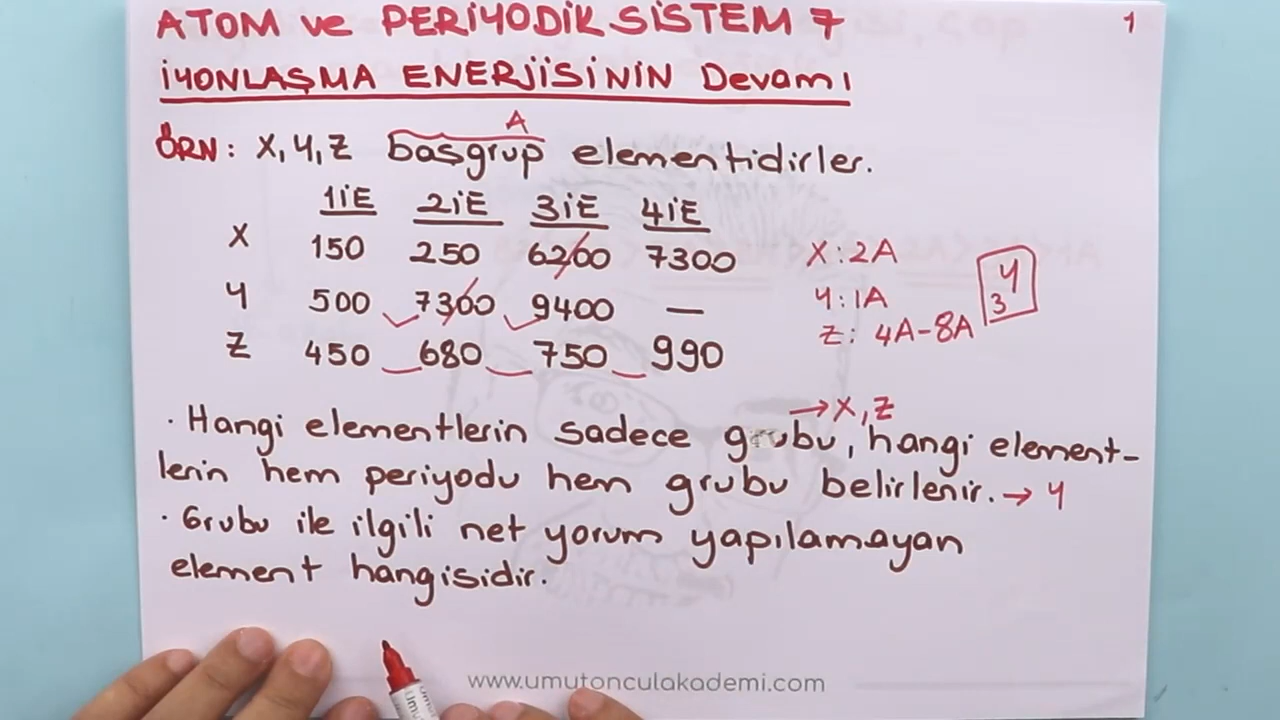 ATOM ve PERİYODİK SİSTEM 7 1
İYONLAŞMA ENERJİSİNİN Devamı
A
ÖRN: X, Y, Z başgrup elementidirler.
1İE 2İE 3İE 4İE
X 150 250 6200 7300 X: 2A
Y 500 7300 9400 — Y: 1A
Z 450 680 750 990 Z: 4A-8A
3Y
→ X, Z
· Hangi elementlerin sadece grubu, hangi element-
lerin hem periyodu hem grubu belirlenir. → Y
· Grubu ile ilgili net yorum yapılamayan
element hangisidir.
www.umutonculakademi.com